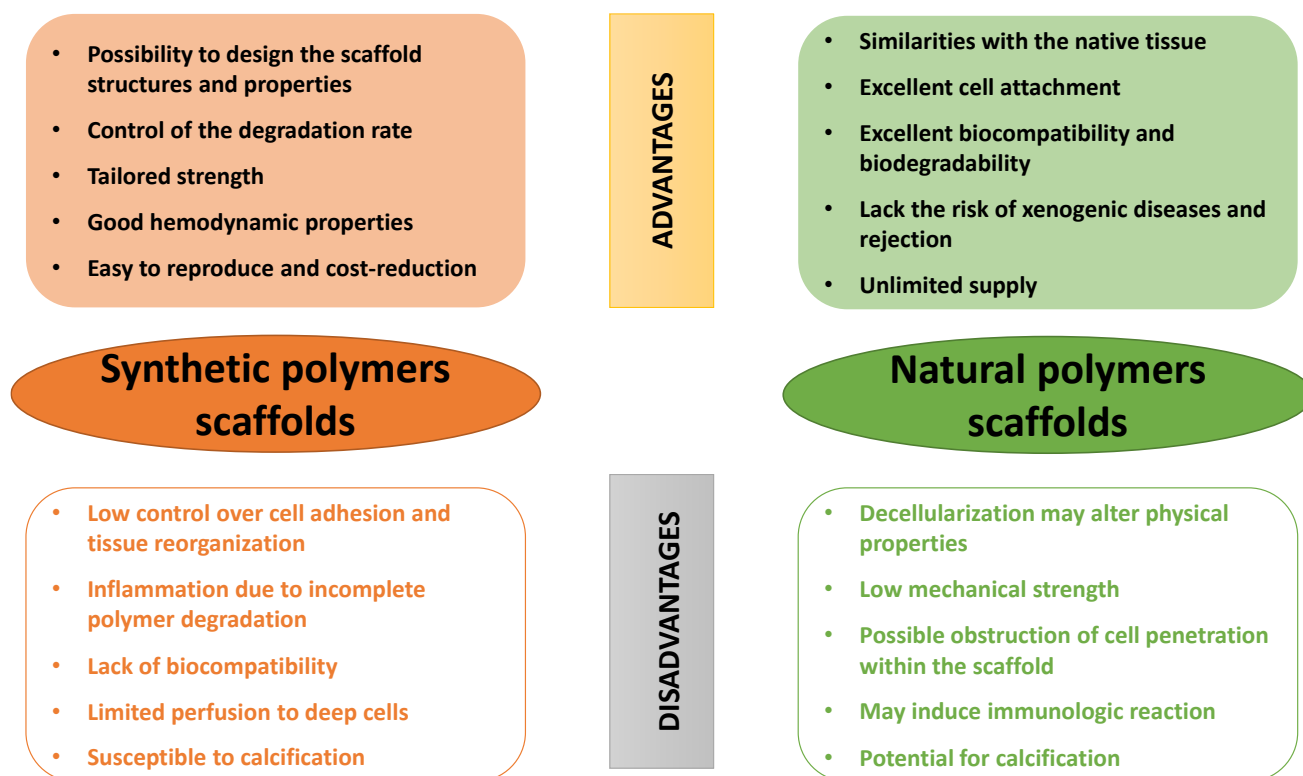 • Possibility to design the scaffold
structures and properties
• Control of the degradation rate
• Tailored strength
• Good hemodynamic properties
• Easy to reproduce and cost-reduction
ADVANTAGES
• Similarities with the native tissue
• Excellent cell attachment
• Excellent biocompatibility and
biodegradability
• Lack the risk of xenogenic diseases and
rejection
• Unlimited supply
Synthetic polymers
scaffolds
Natural polymers
scaffolds
• Low control over cell adhesion and
tissue reorganization
• Inflammation due to incomplete
polymer degradation
• Lack of biocompatibility
• Limited perfusion to deep cells
• Susceptible to calcification
DISADVANTAGES
• Decellularization may alter physical
properties
• Low mechanical strength
• Possible obstruction of cell penetration
within the scaffold
• May induce immunologic reaction
• Potential for calcification